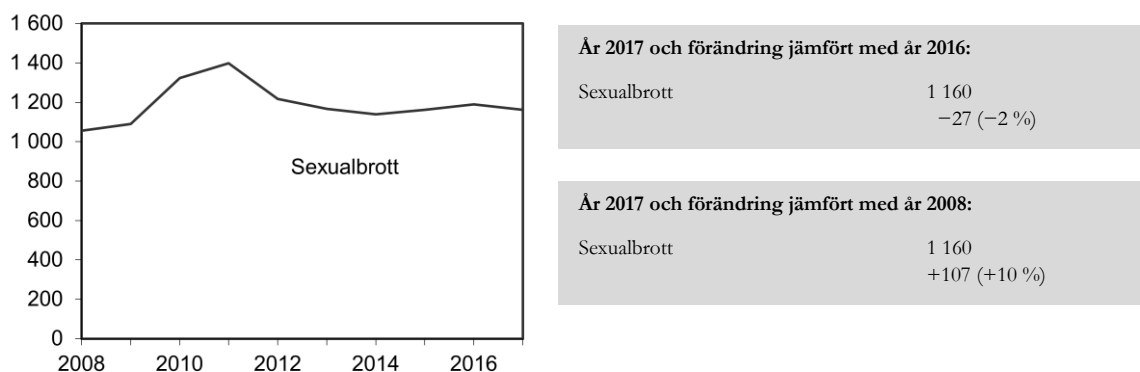 1 600
1 400
1 200
1 000
800
600
400
200
0
Sexualbrott
2008 2010 2012 2014 2016
År 2017 och förändring jämfört med år 2016:
Sexualbrott 1 160
−27 (−2 %)
År 2017 och förändring jämfört med år 2008:
Sexualbrott 1 160
+107 (+10 %)